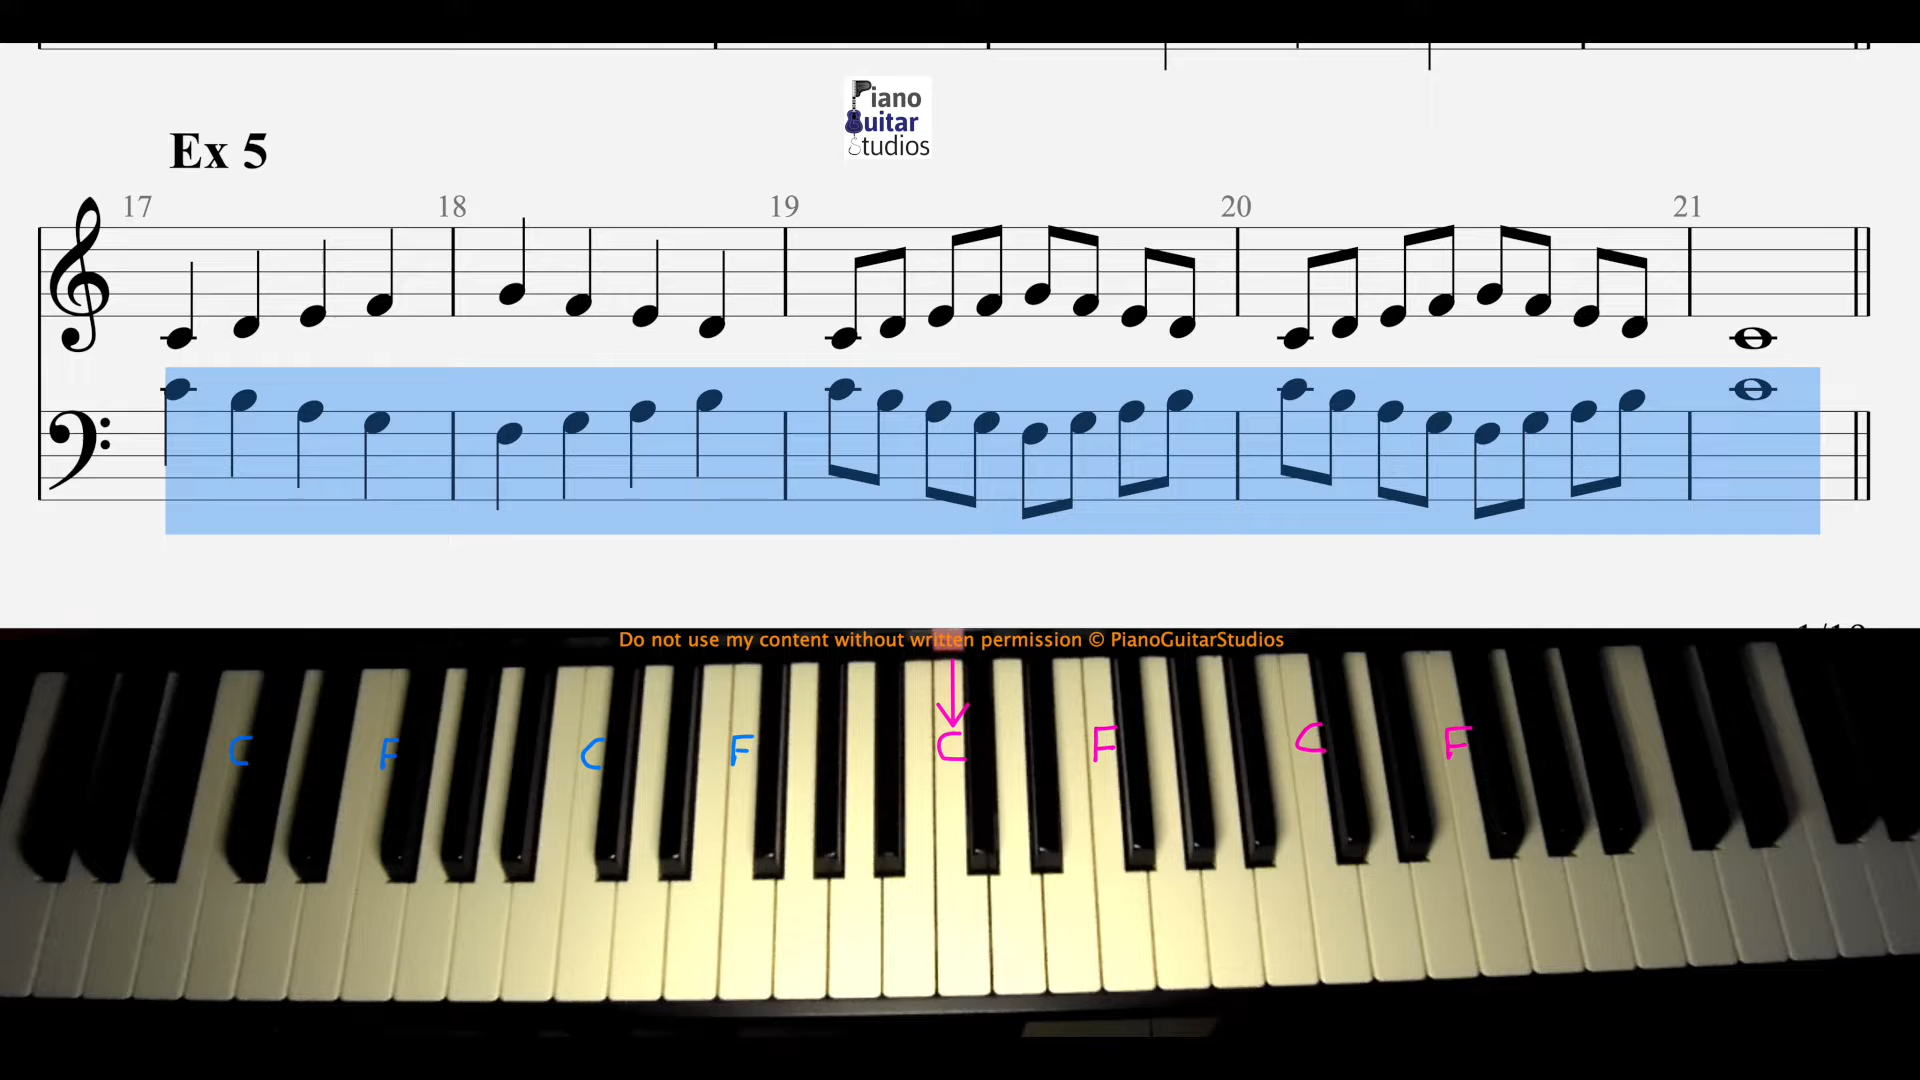 Piano
Guitar
Studios
Ex 5
17 18 19 20 21
Do not use my content without written permission © PianoGuitarStudios
C F C F C F C F